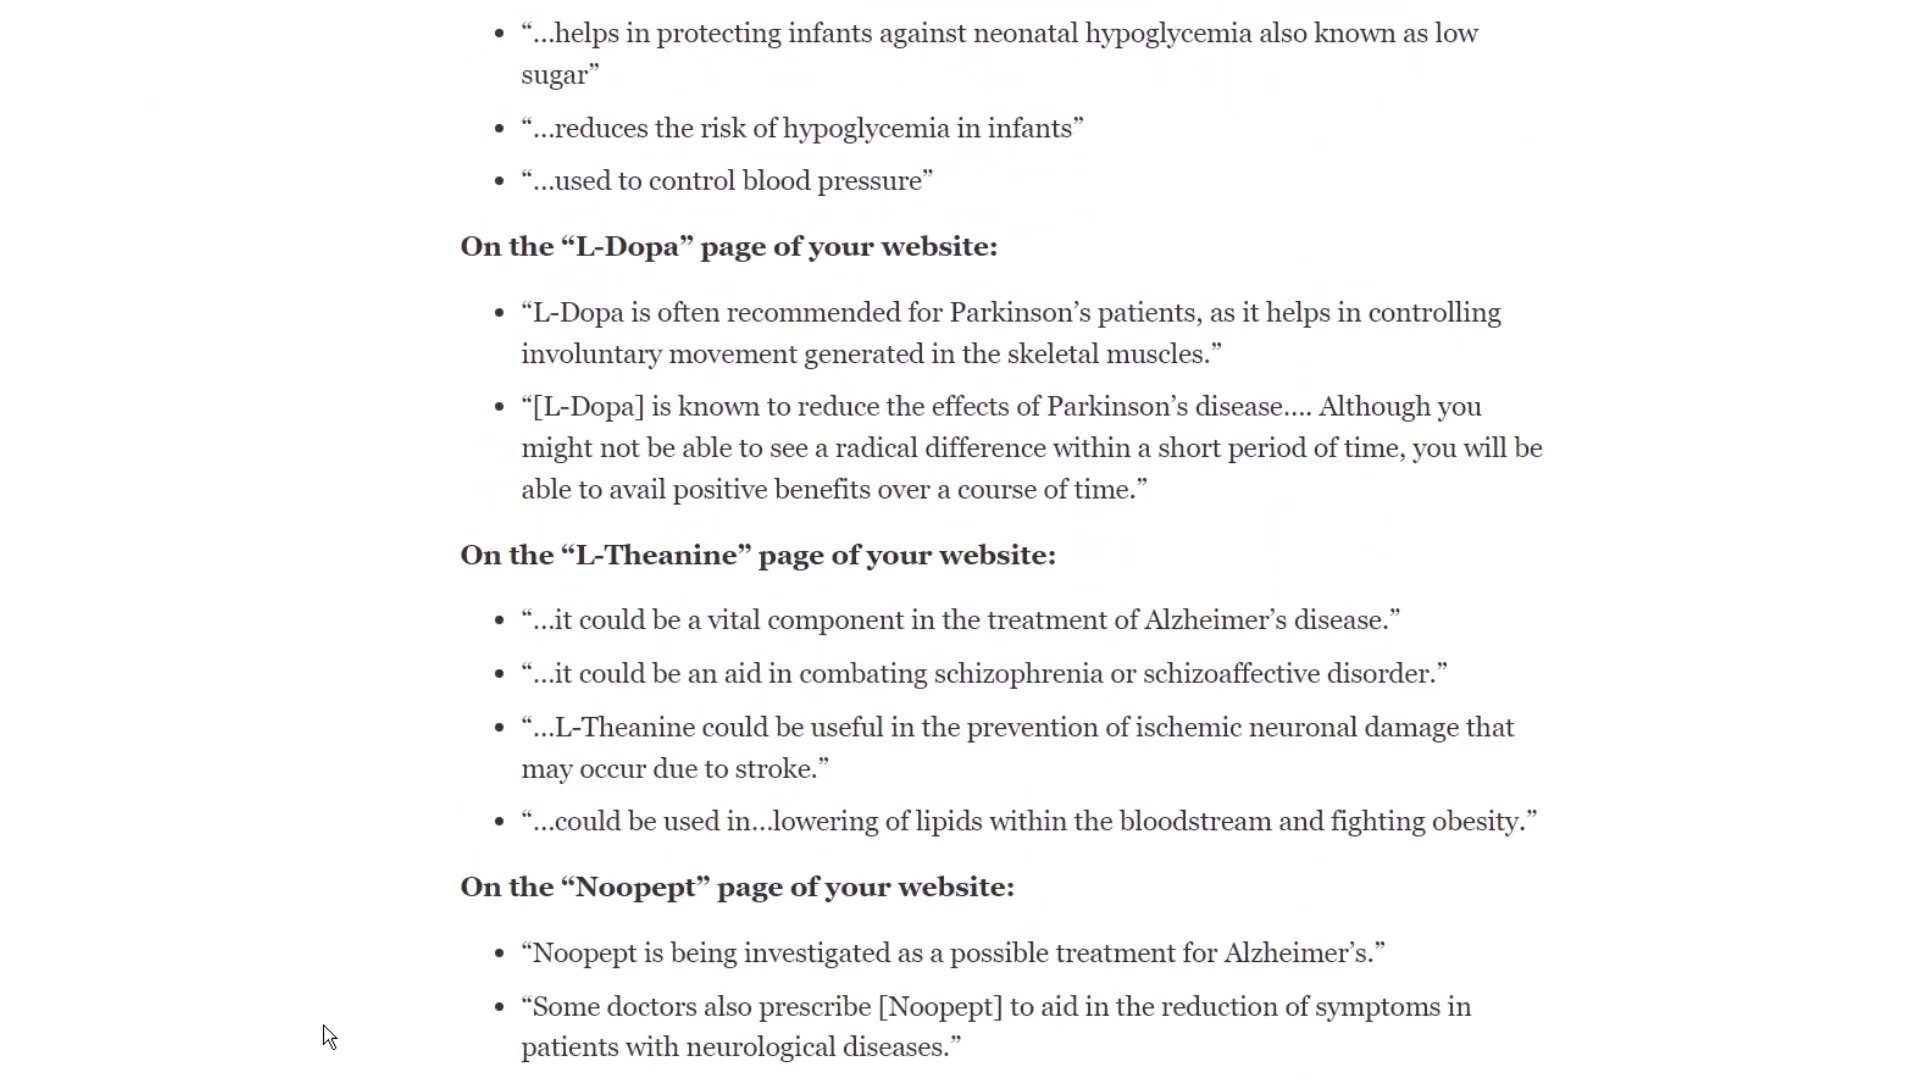 • “…helps in protecting infants against neonatal hypoglycemia also known as low
sugar”
• “…reduces the risk of hypoglycemia in infants”
• “…used to control blood pressure”
On the “L-Dopa” page of your website:
• “L-Dopa is often recommended for Parkinson’s patients, as it helps in controlling
involuntary movement generated in the skeletal muscles.”
• “[L-Dopa] is known to reduce the effects of Parkinson’s disease…. Although you
might not be able to see a radical difference within a short period of time, you will be
able to avail positive benefits over a course of time.”
On the “L-Theanine” page of your website:
• “…it could be a vital component in the treatment of Alzheimer’s disease.”
• “…it could be an aid in combating schizophrenia or schizoaffective disorder.”
• “…L-Theanine could be useful in the prevention of ischemic neuronal damage that
may occur due to stroke.”
• “…could be used in…lowering of lipids within the bloodstream and fighting obesity.”
On the “Noopept” page of your website:
• “Noopept is being investigated as a possible treatment for Alzheimer’s.”
• “Some doctors also prescribe [Noopept] to aid in the reduction of symptoms in
patients with neurological diseases.”